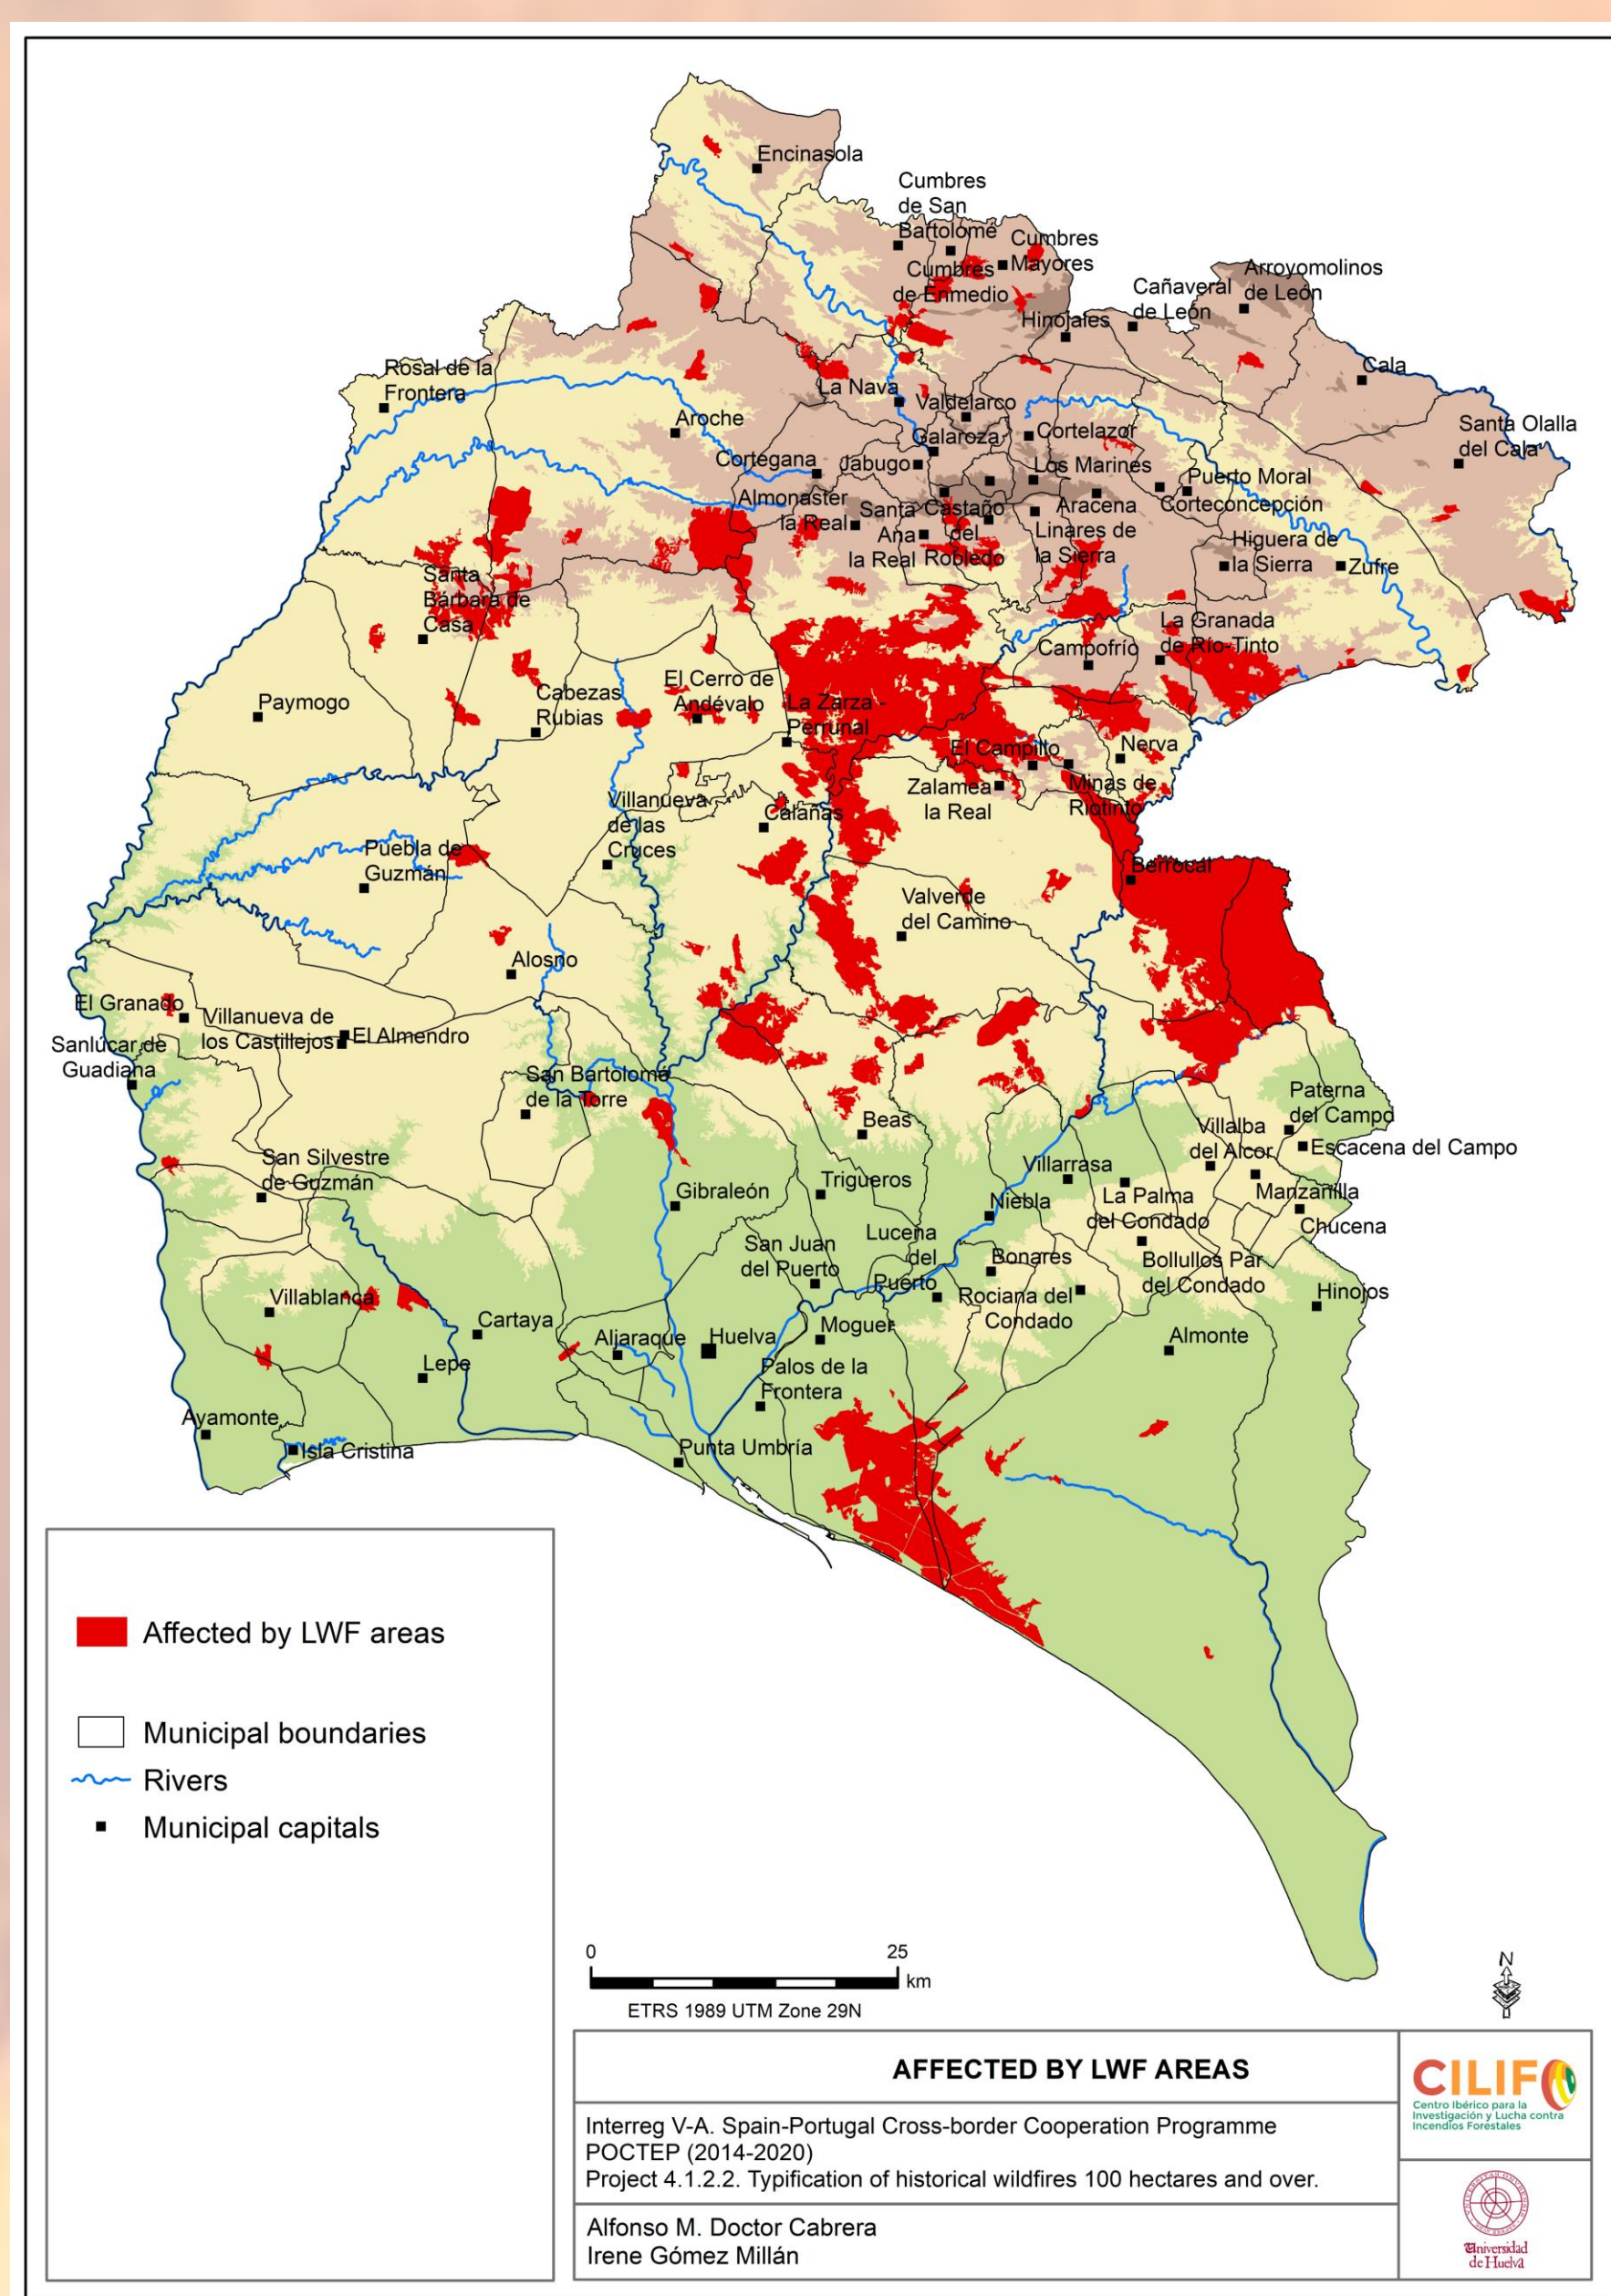 Encinasola
Cumbres
de San
Bartolomé
Cumbres
Mayores
Cumbres
de Enmedio
Arroyomolinos
de León
Cañaveral
de León
Hinojales
Cala
Rosal de la
Frontera
La Nava
Valdelarco
Aroche
Galaroza
Cortelazor
Santa Olalla
del Cala
Cortegana
Jabugo
Los Marines
Puerto Moral
Almonaster
la Real
Santa
Ana
la Real
Castaño
del
Robledo
Aracena
Corteconcepción
Linares de
la Sierra
Higuera de
la Sierra
Zufre
Santa
Bárbara de
Casa
La Granada
de Río-Tinto
Campofrío
Paymogo
Cabezas
Rubias
El Cerro de
Andévalo
La Zarza -
Perrunal
El Campillo
Nerva
Zalamea
la Real
Minas de
Riotinto
Villanueva
de las
Cruces
Calañas
Puebla de
Guzmán
Berrocal
Valverde
del Camino
Alosno
El Granado
Villanueva de
los Castillejos
El Almendro
Sanlúcar de
Guadiana
San Bartolomé
de la Torre
Beas
Paterna
del Campo
Villalba
del Alcor
Escacena del Campo
San Silvestre
de Guzmán
Gibraleón
Trigueros
Villarrasa
Niebla
La Palma
del Condado
Manzanilla
Chucena
San Juan
del Puerto
Lucena
del
Puerto
Bonares
Bollullos Par
del Condado
Rociana del
Condado
Hinojos
Villablanca
Cartaya
Aljaraque
Huelva
Moguer
Almonte
Lepe
Palos de la
Frontera
Ayamonte
Isla Cristina
Punta Umbría
Affected by LWF areas
Municipal boundaries
Rivers
Municipal capitals
0 25
km
ETRS 1989 UTM Zone 29N
N
AFFECTED BY LWF AREAS
Interreg V-A. Spain-Portugal Cross-border Cooperation Programme
POCTEP (2014-2020)
Project 4.1.2.2. Typification of historical wildfires 100 hectares and over.
Alfonso M. Doctor Cabrera
Irene Gómez Millán
CILIFO
Centro Ibérico para la
Investigación y Lucha contra
Incendios Forestales
Universidad
de Huelva